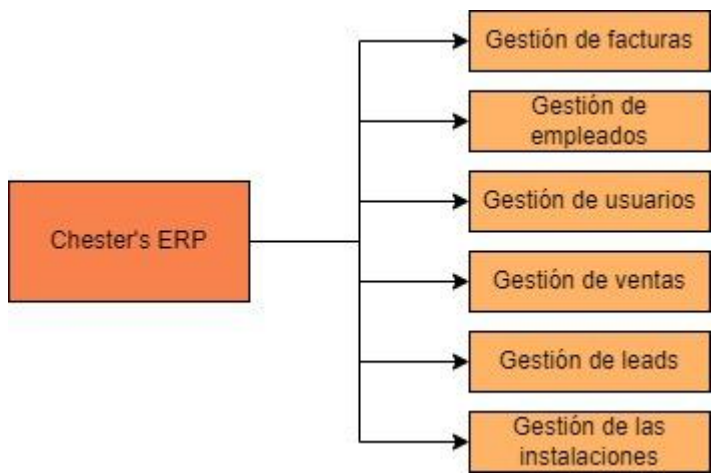 Chester's ERP
Gestión de facturas
Gestión de
empleados
Gestión de usuarios
Gestión de ventas
Gestión de leads
Gestión de las
instalaciones